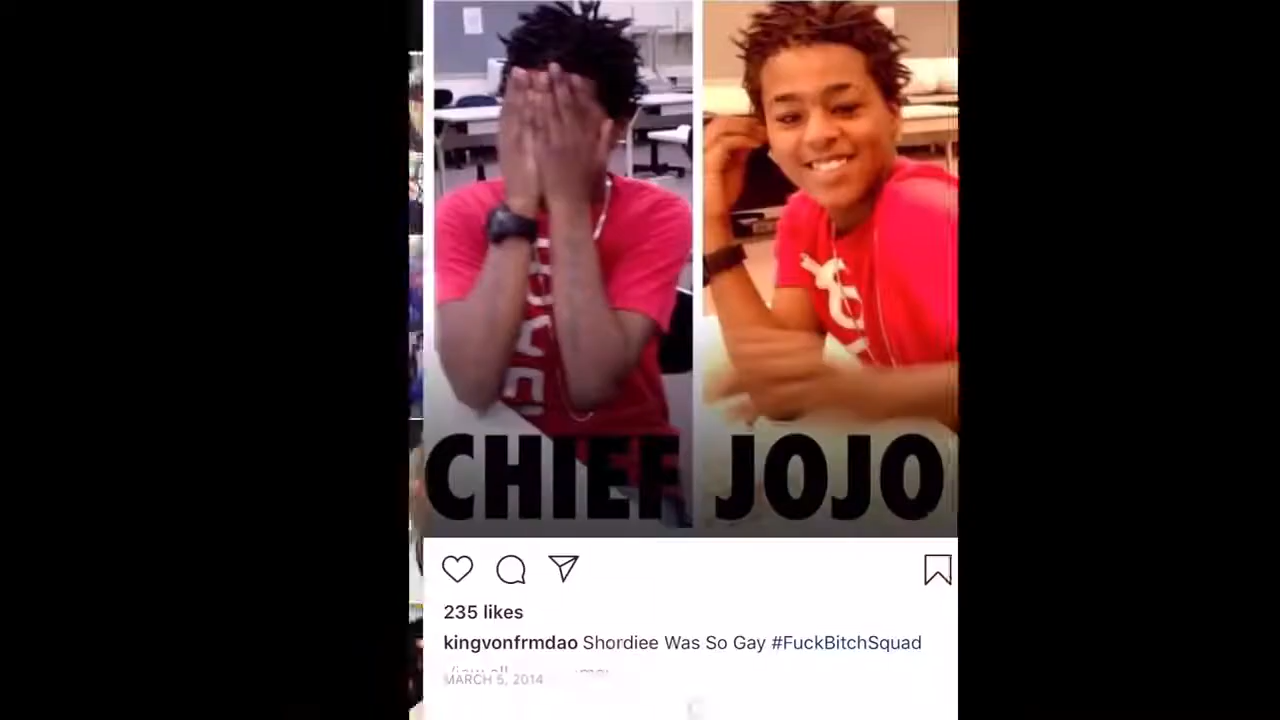 CHIEF JOJO
235 likes
kingvonfrmdao Shordiee Was So Gay #FuckBitchSquad
MARCH 5, 2014